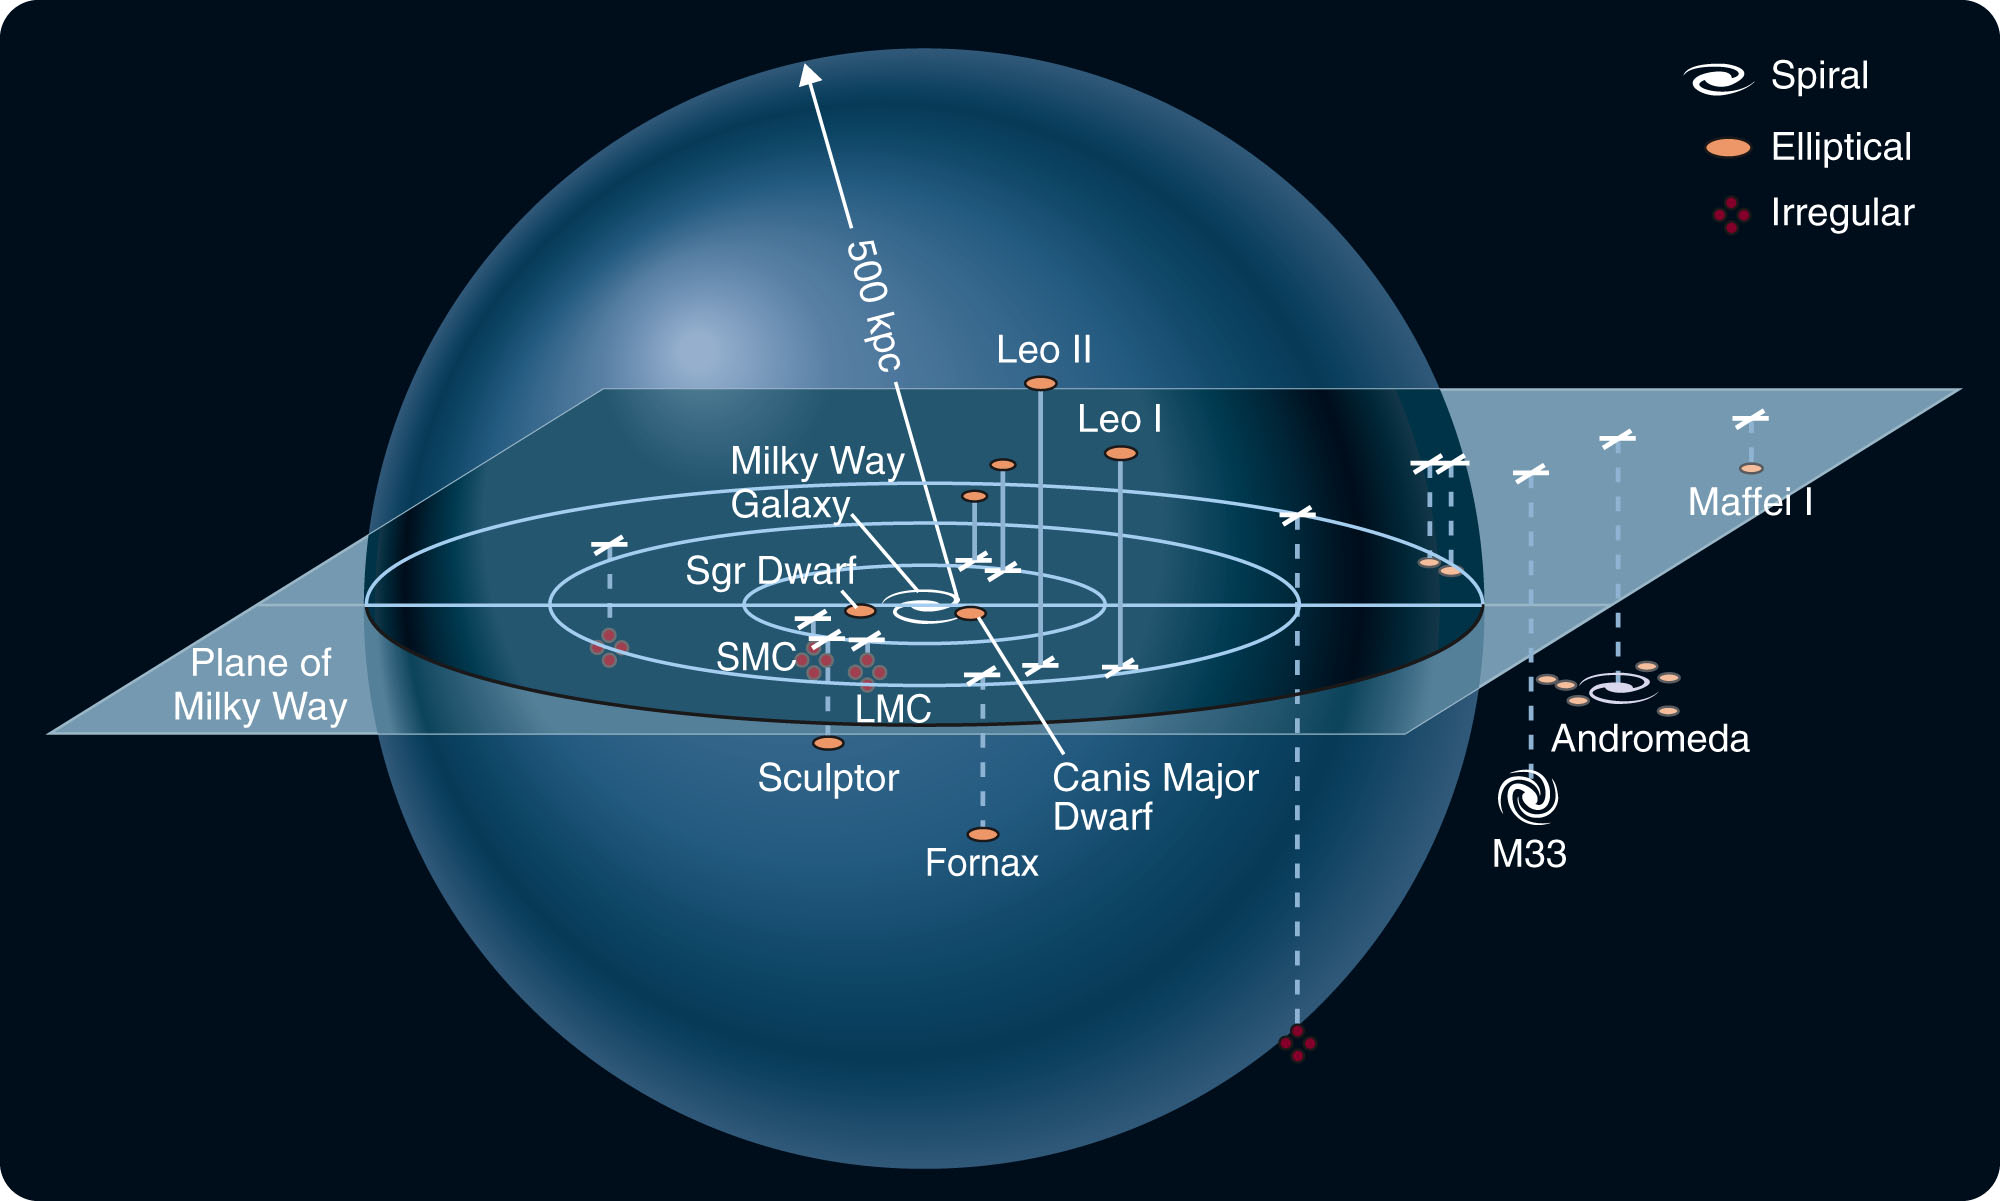 Spiral
Elliptical
Irregular
500 kpc
Leo II
Leo I
Milky Way
Galaxy
Sgr Dwarf
Maffei I
SMC
LMC
Plane of
Milky Way
Andromeda
Sculptor
Canis Major
Dwarf
Fornax
M33